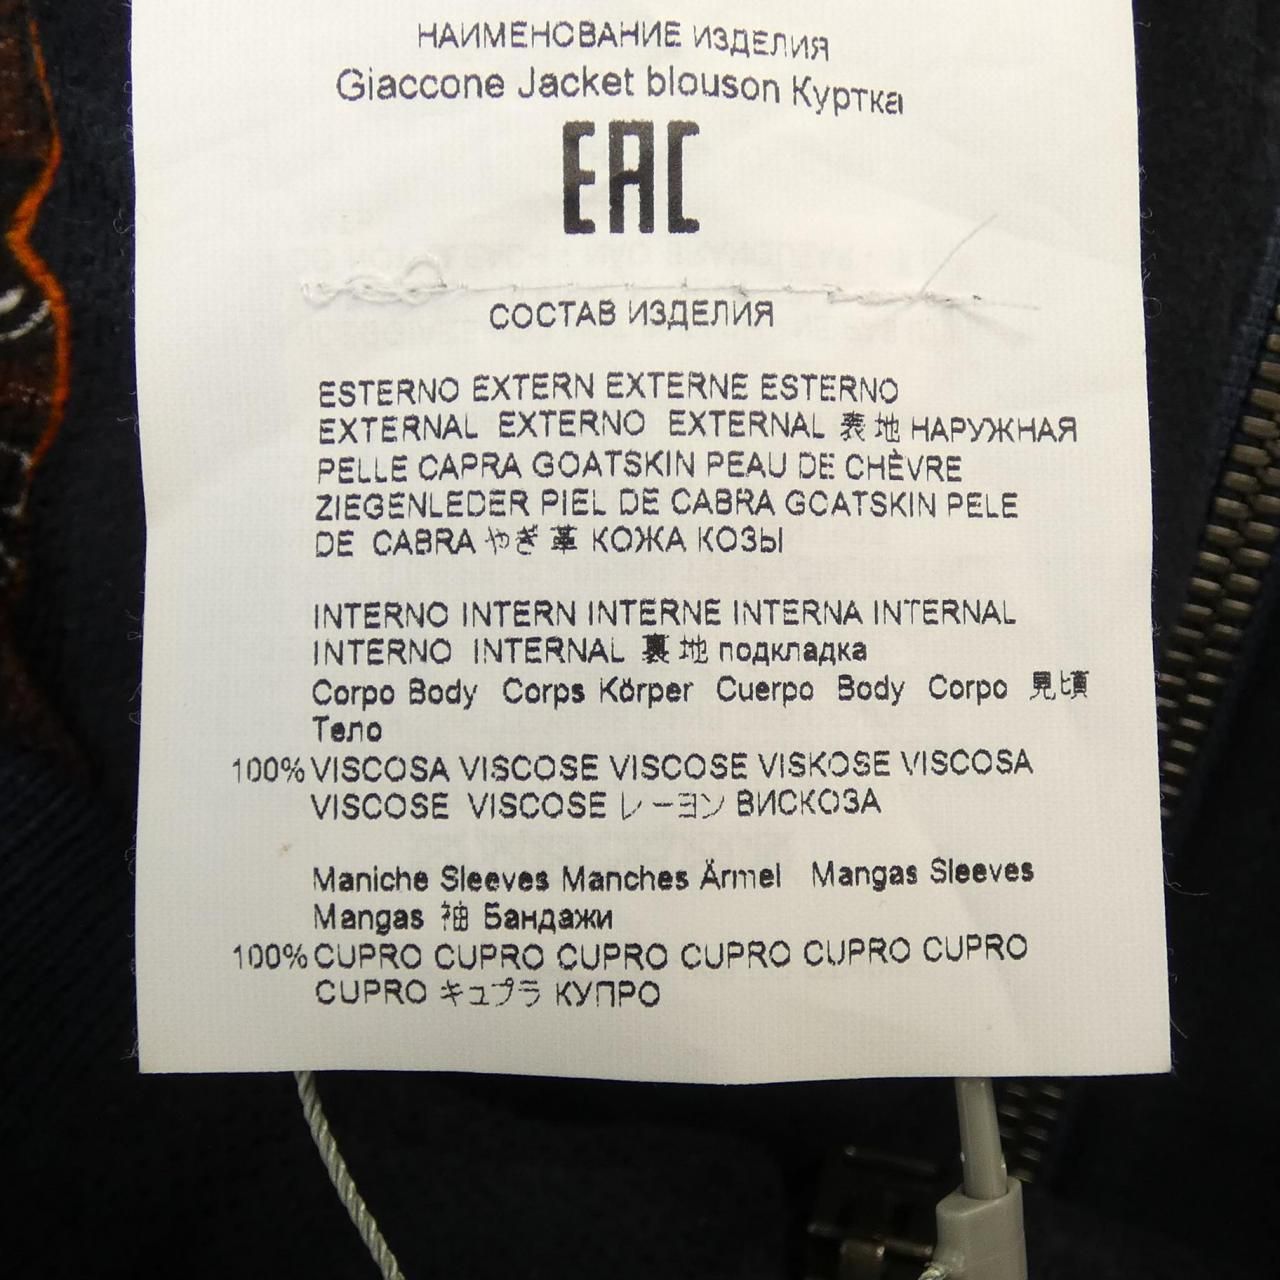 НАИМЕНОВАНИЕ ИЗДЕЛИЯ
Giaccone Jacket blouson Куртка
EAC
СОСТАВ ИЗДЕЛИЯ
ESTERNO EXTERN EXTERNE ESTERNO
EXTERNAL EXTERNO EXTERNAL 表地 НАРУЖНАЯ
PELLE CAPRA GOATSKIN PEAU DE CHÈVRE
ZIEGENLEDER PIEL DE CABRA GOATSKIN PELE
DE CABRA やぎ革 КОЖА КОЗЫ
INTERNO INTERN INTERNE INTERNA INTERNAL
INTERNO INTERNAL 裏地 подкладка
Corpo Body Corps Körper Cuerpo Body Corpo 見頃
Тело
100% VISCOSA VISCOSE VISCOSE VISKOSE VISCOSA
VISCOSE VISCOSE レーヨン ВИСКОЗА
Maniche Sleeves Manches Ärmel Mangas Sleeves
Mangas 袖 Бандажи
100% CUPRO CUPRO CUPRO CUPRO CUPRO CUPRO
CUPRO キュプラ КУПРО